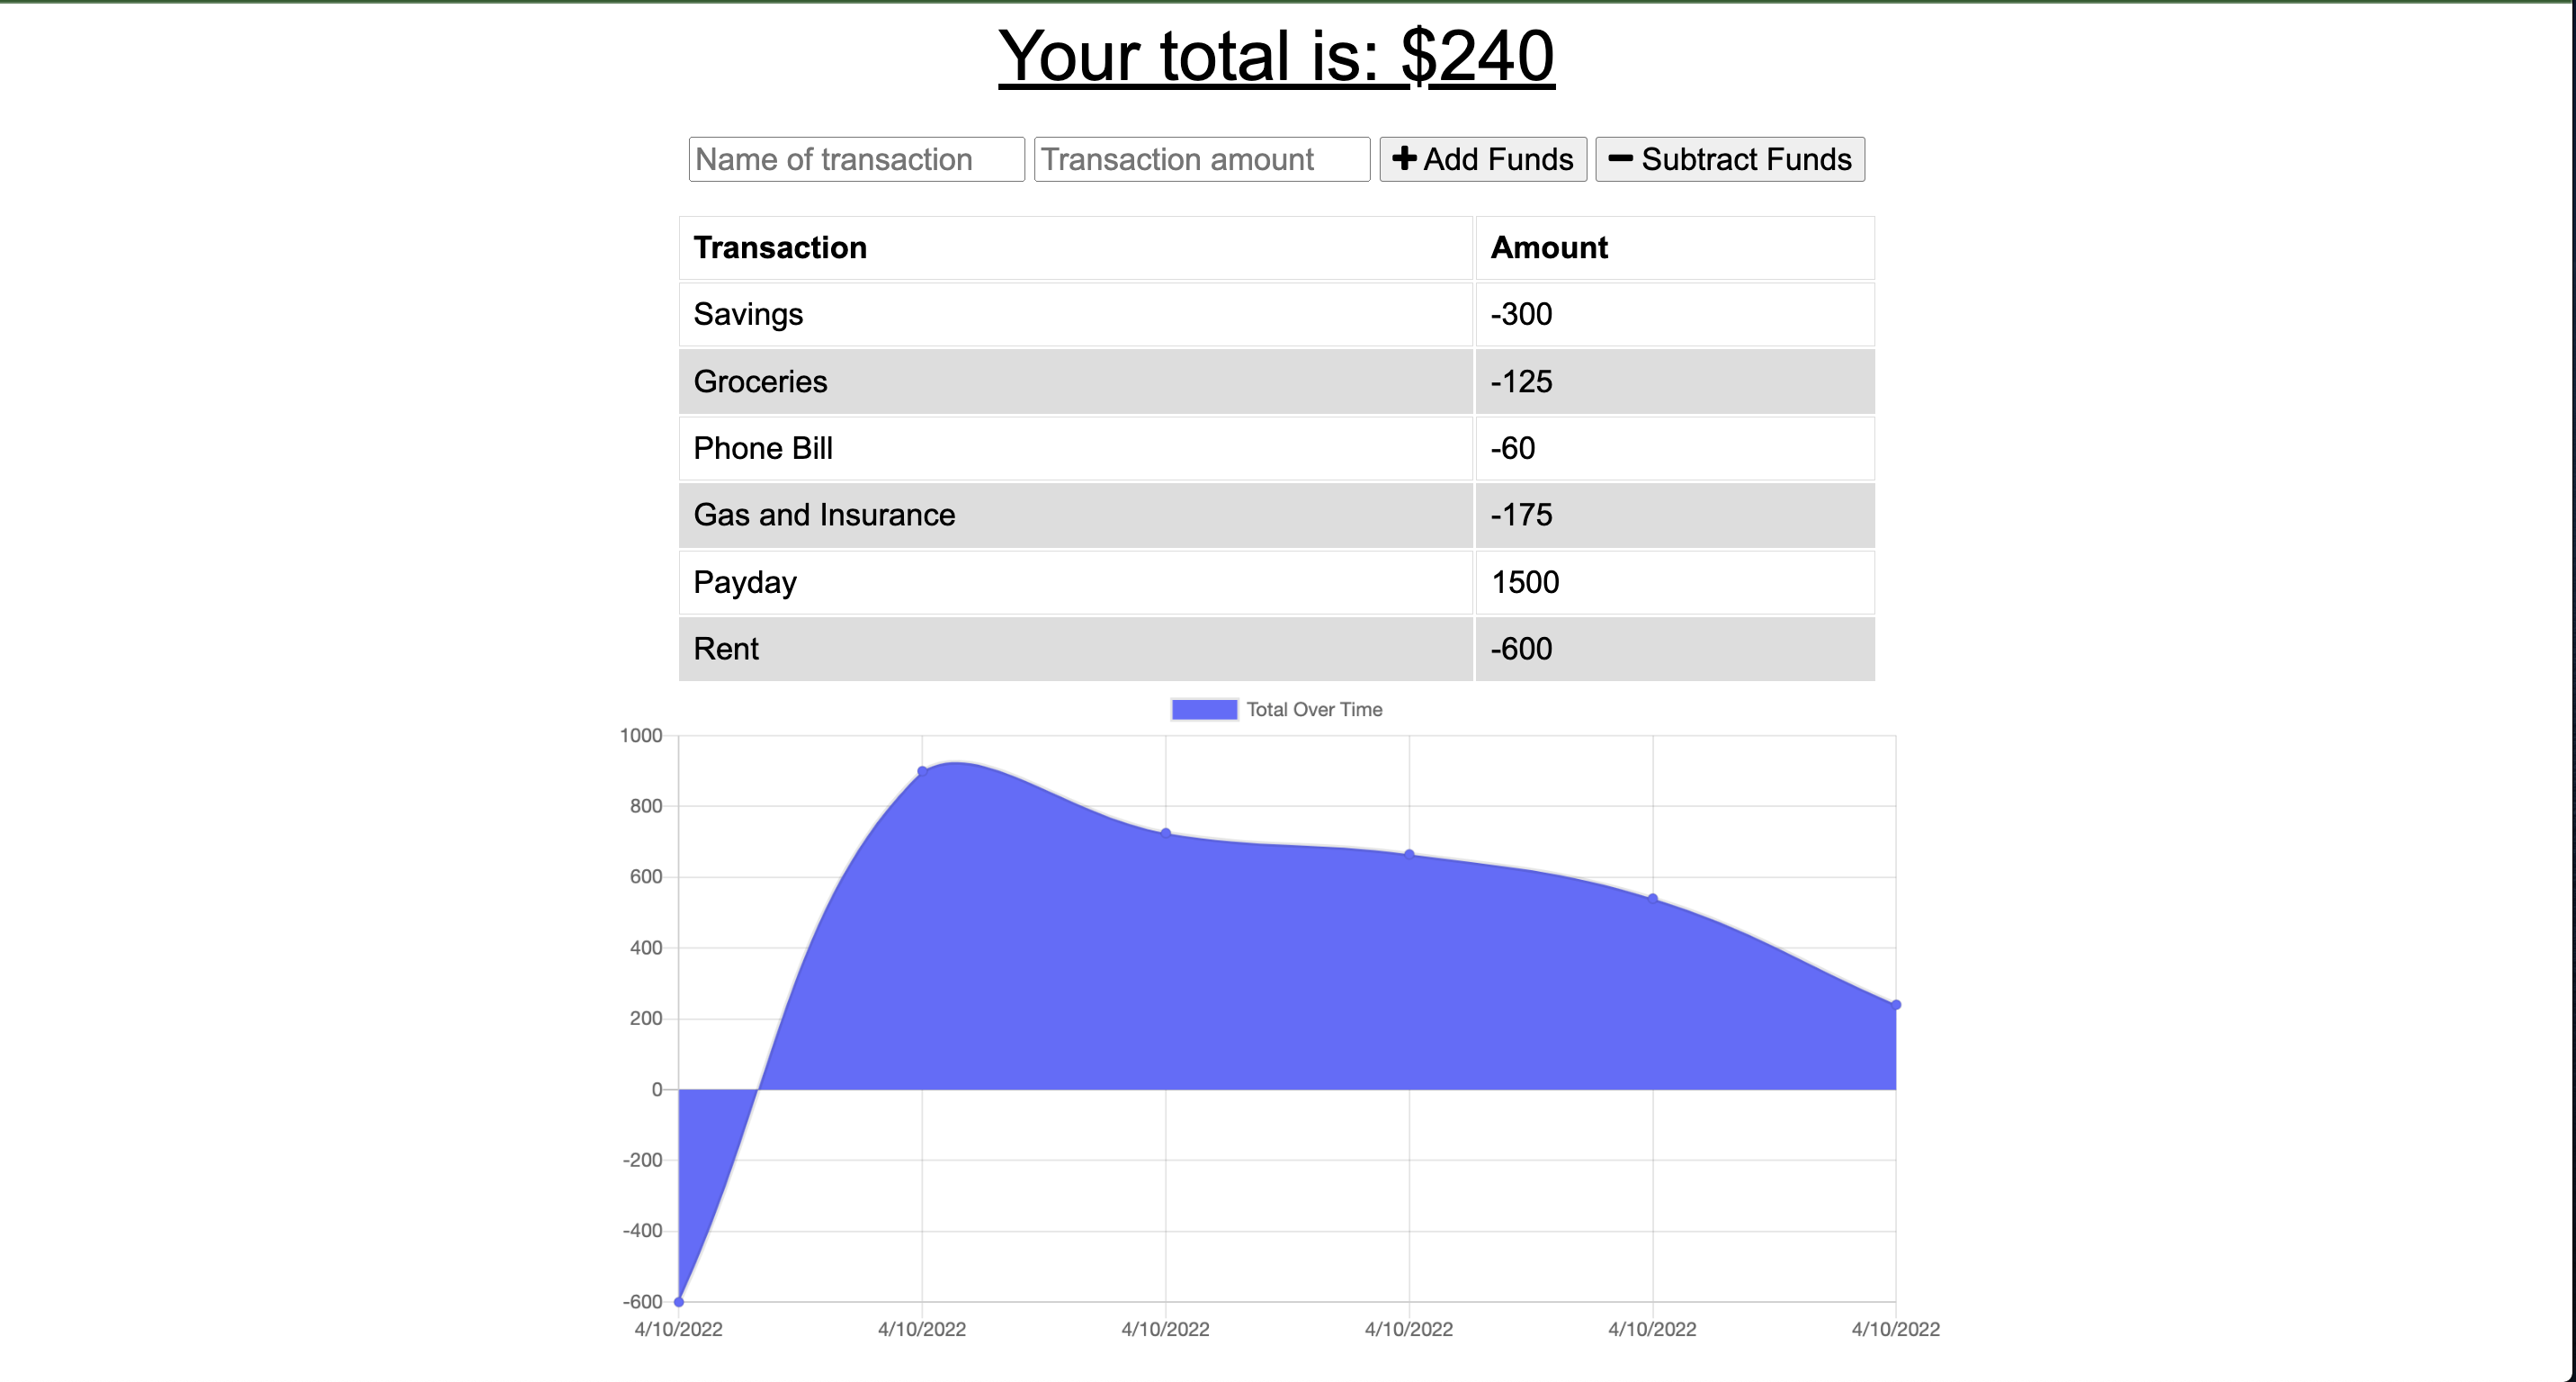 Your total is: $240
Name of transaction Transaction amount Add Funds Subtract Funds
Transaction Amount
Savings -300
Groceries -125
Phone Bill -60
Gas and Insurance -175
Payday 1500
Rent -600
Total Over Time
1000
800
600
400
200
0
-200
-400
-600
4/10/2022 4/10/2022 4/10/2022 4/10/2022 4/10/2022 4/10/2022